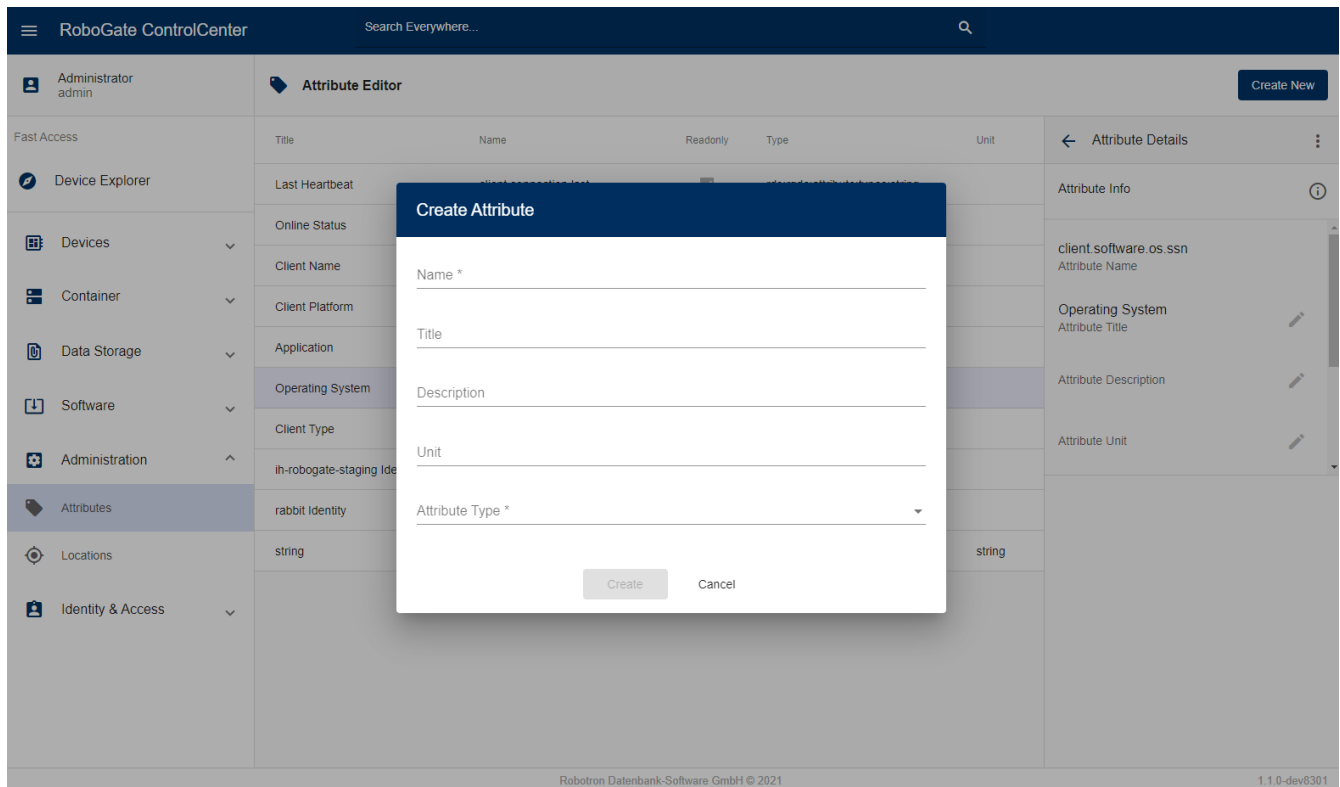 RoboGate ControlCenter
Search Everywhere...
Administrator
admin
Attribute Editor
Create New
Fast Access
Device Explorer
Devices
Container
Data Storage
Software
Administration
Attributes
Locations
Identity & Access
Title Name Readonly Type Unit
Last Heartbeat
Online Status
Client Name
Client Platform
Application
Operating System
Client Type
ih-robogate-staging Ide
rabbit Identity
string string
Create Attribute
Name *
Title
Description
Unit
Attribute Type *
Create Cancel
Attribute Details
Attribute Info
client.software.os.ssn
Attribute Name
Operating System
Attribute Title
Attribute Description
Attribute Unit
Robotron Datenbank-Software GmbH © 2021
1.1.0-dev8301